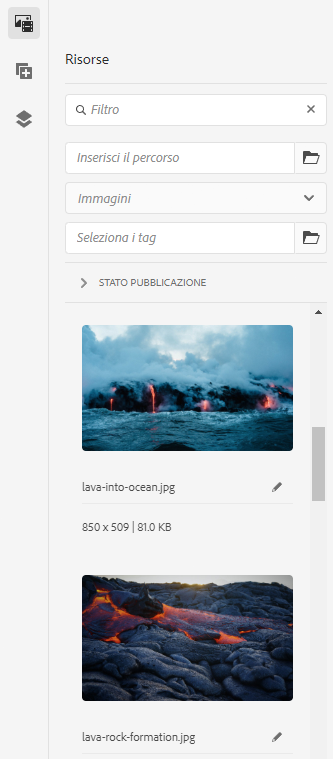 Risorse
Filtro
Inserisci il percorso
Immagini
Seleziona i tag
STATO PUBBLICAZIONE
lava-into-ocean.jpg
850 x 509 | 81.0 KB
lava-rock-formation.jpg